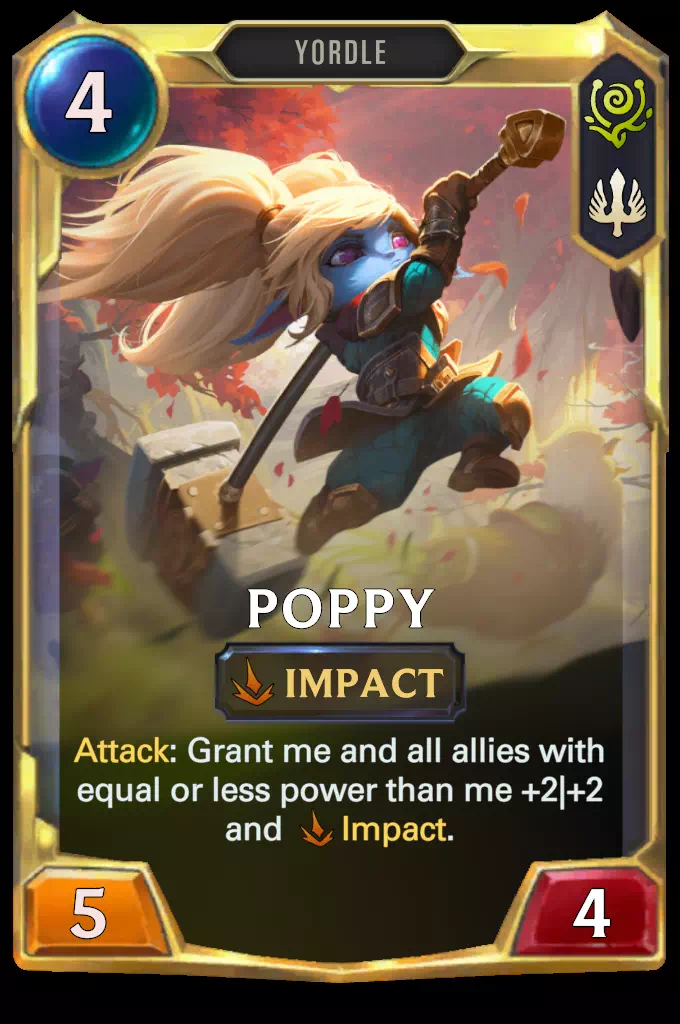 YORDLE
4
POPPY
IMPACT
Attack: Grant me and all allies with
equal or less power than me +2|+2
and Impact.
5
4